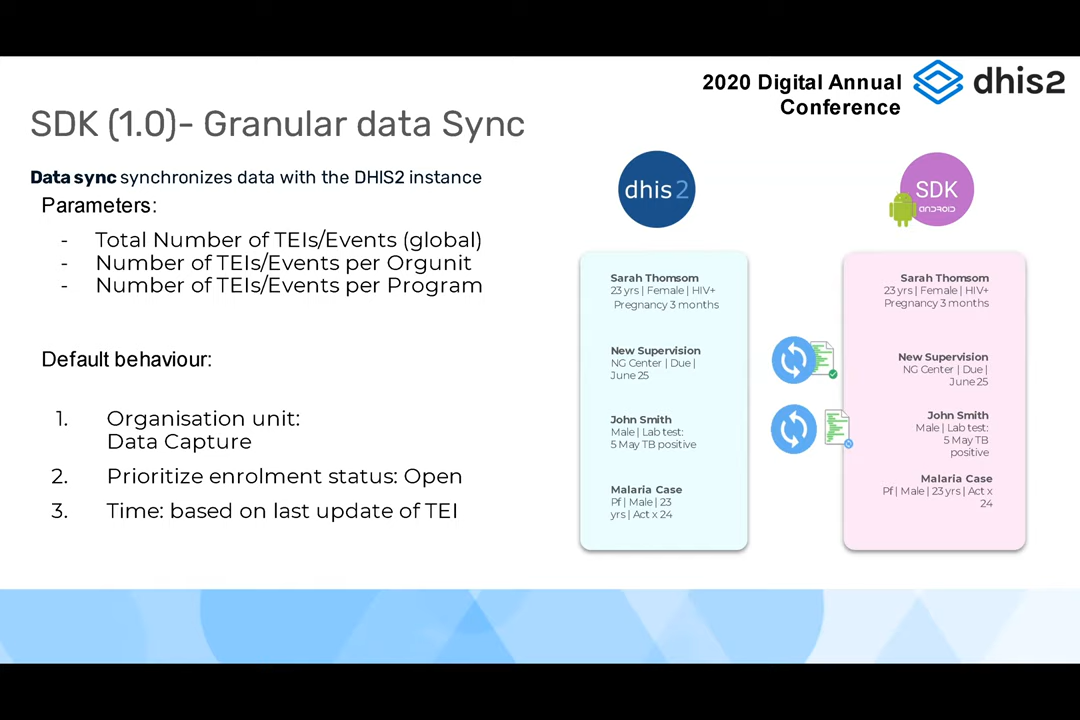 2020 Digital Annual
Conference
dhis2
SDK (1.0)- Granular data Sync
Data sync synchronizes data with the DHIS2 instance
Parameters:
- Total Number of TEIs/Events (global)
- Number of TEIs/Events per Orgunit
- Number of TEIs/Events per Program
Default behaviour:
1. Organisation unit:
Data Capture
2. Prioritize enrolment status: Open
3. Time: based on last update of TEI
dhis2
Sarah Thomsom
23 yrs | Female | HIV+
Pregnancy 3 months
New Supervision
NG Center | Due |
June 25
John Smith
Male | Lab test:
5 May TB positive
Malaria Case
Pf | Male | 23
yrs | Act x 24
SDK
ANDROID
Sarah Thomsom
23 yrs | Female | HIV+
Pregnancy 3 months
New Supervision
NG Center | Due |
June 25
John Smith
Male | Lab test:
5 May TB
positive
Malaria Case
Pf | Male | 23 yrs | Act x
24